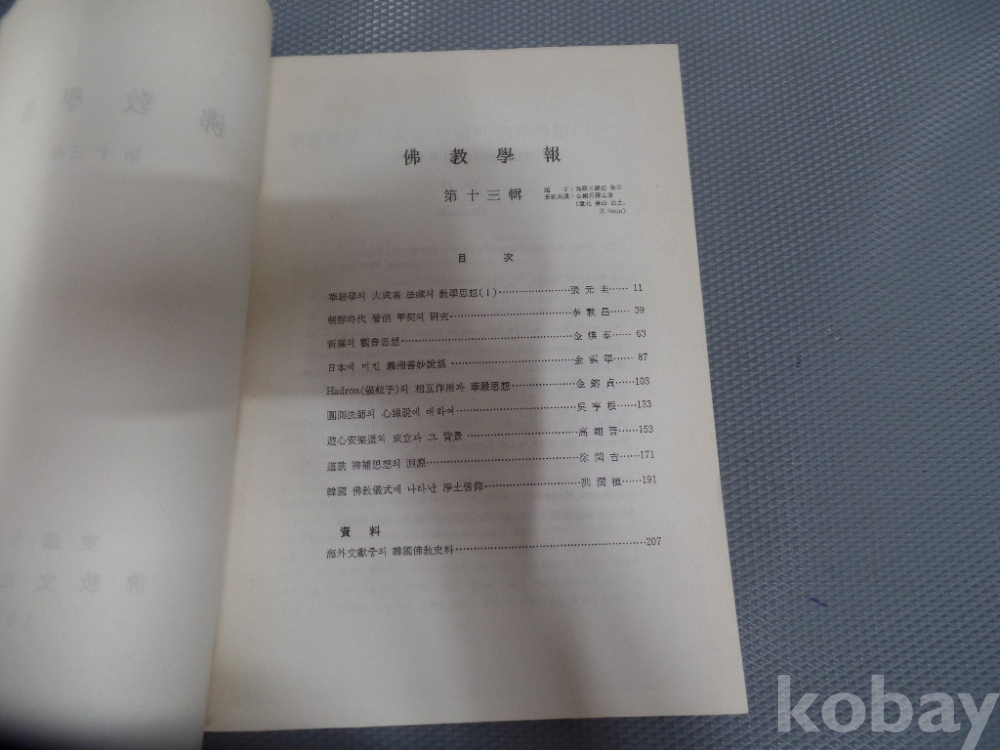 佛教學報
第十三輯
目次
華嚴學의 大成者 法藏의 教學思想(Ⅰ)……張元圭……11
朝鮮時代 僧侶 甲契의 硏究……李載昌……39
新羅의 觀音思想……金煐泰……63
日本에 미친 義湘善妙說話……金雲學……87
Hadron(强粒子)의 相互作用과 華嚴思想……金鎔貞……103
圓測法師의 心識說에 대하여……吳亨根……133
遊心安樂道의 成立과 그 背景……高翊晋……153
道詵 裨補思想의 淵源……徐閏吉……171
韓國 佛敎儀式에 나타난 淨土信仰……洪潤植……191
資料
海外文獻중의 韓國佛敎史料……207
kobay